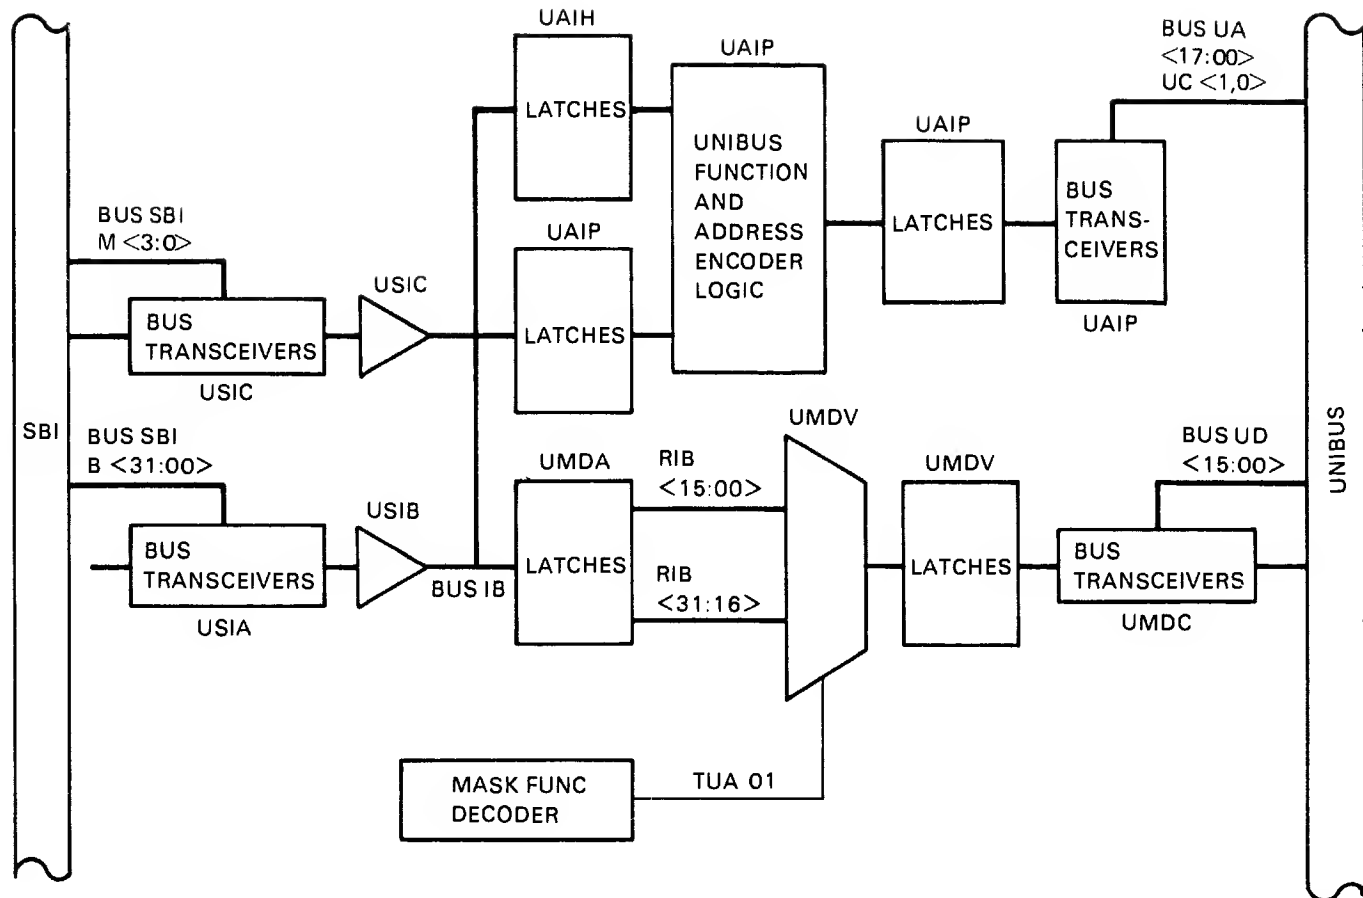 UAIH
LATCHES
UAIP
UNIBUS
FUNCTION
AND
ADDRESS
ENCODER
LOGIC
BUS UA
<17:00>
UC <1,0>
UAIP
LATCHES
BUS
TRANS-
CEIVERS
UAIP
BUS SBI
M <3:0>
BUS
TRANSCEIVERS
USIC
USIC
UAIP
LATCHES
SBI
BUS SBI
B <31:00>
BUS
TRANSCEIVERS
USIA
USIB
BUS IB
UMDA
LATCHES
RIB
<15:00>
RIB
<31:16>
UMDV
UMDV
LATCHES
BUS UD
<15:00>
BUS
TRANSCEIVERS
UMDC
UNIBUS
MASK FUNC
DECODER
TUA 01